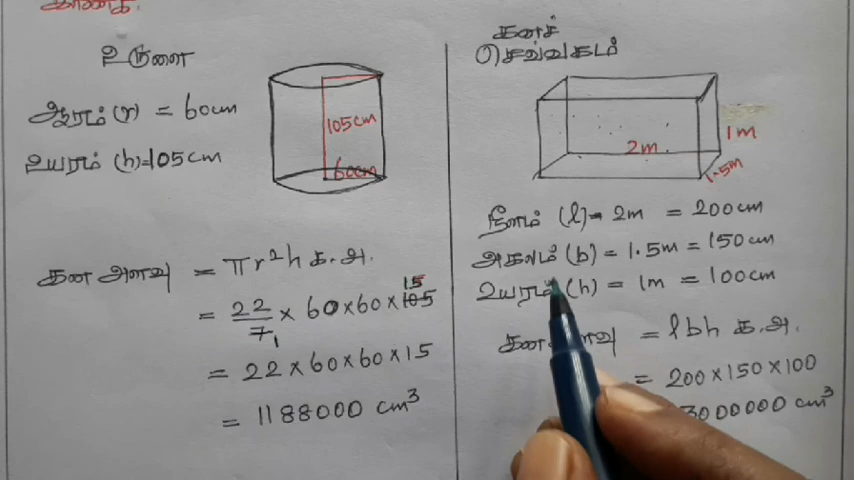 காண்க.
உருளை
ஆரம் (r) = 60cm
உயரம் (h)=105cm
105cm
60cm
கன அளவு = πr²h க.அ.
= 22/7 × 60×60×105 15
1
= 22×60×60×15
= 1188000 cm³
கனச்
1) செவ்வகம்
1m
2m
1.5m
நீளம் (l)= 2m = 200cm
அகலம் (b) = 1.5m = 150cm
உயரம் (h) = 1m = 100cm
= lbh க.அ.
= 200×150×100
3000000 cm³